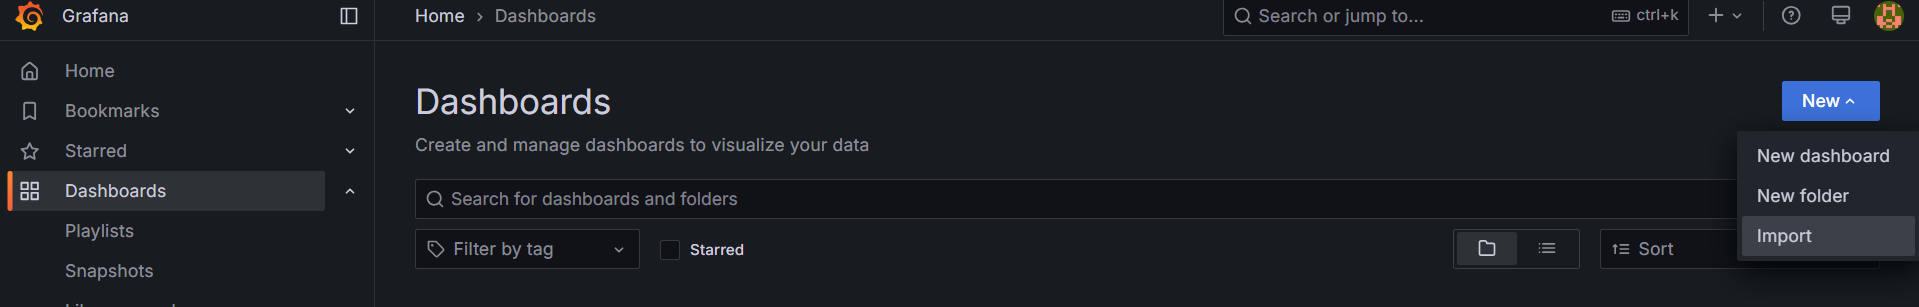 Grafana
Home › Dashboards
Search or jump to...
ctrl+k
Home
Bookmarks
Starred
Dashboards
Playlists
Snapshots
Dashboards
Create and manage dashboards to visualize your data
New
New dashboard
New folder
Import
Search for dashboards and folders
Filter by tag
Starred
Sort